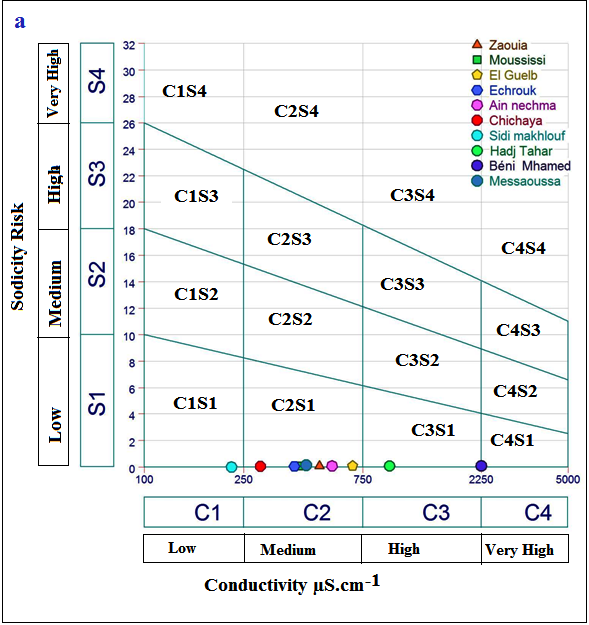 a
32
30
28
26
24
22
20
18
16
14
12
10
8
6
4
2
0
Very High
High
Medium
Low
Sodicity Risk
S4
S3
S2
S1
Zaouia
Moussissi
El Guelb
Echrouk
Ain nechma
Chichaya
Sidi makhlouf
Hadj Tahar
Béni Mhamed
Messaoussa
C1S4
C2S4
C1S3
C3S4
C2S3
C4S4
C1S2
C3S3
C2S2
C4S3
C3S2
C4S2
C1S1
C2S1
C3S1
C4S1
100 250 750 2250 5000
C1 C2 C3 C4
Low Medium High Very High
Conductivity µS.cm-1